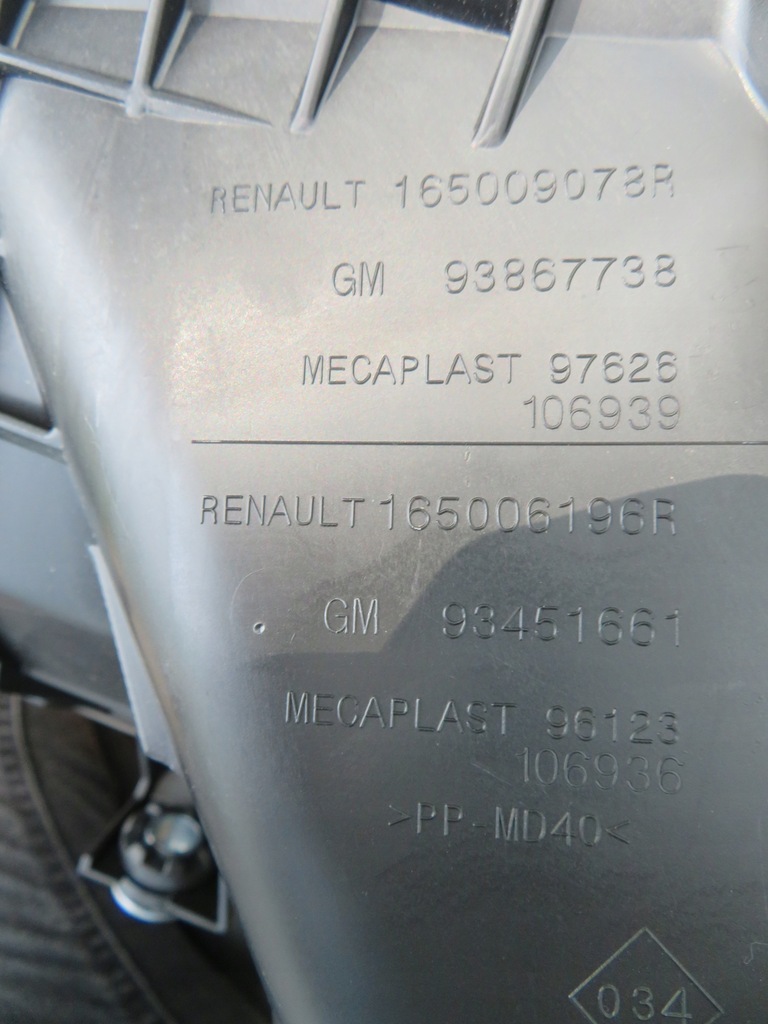 RENAULT 165009078R
GM 93867738
MECAPLAST 97626
106939
RENAULT 165006196R
GM 93451661
MECAPLAST 96123
106936
>PP-MD40<
034